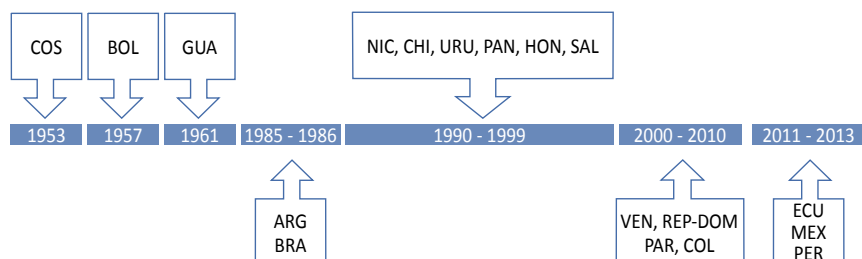 COS
BOL
GUA
NIC, CHI, URU, PAN, HON, SAL
1953
1957
1961
1985 - 1986
1990 - 1999
2000 - 2010
2011 - 2013
ARG
BRA
VEN, REP-DOM
PAR, COL
ECU
MEX
PER